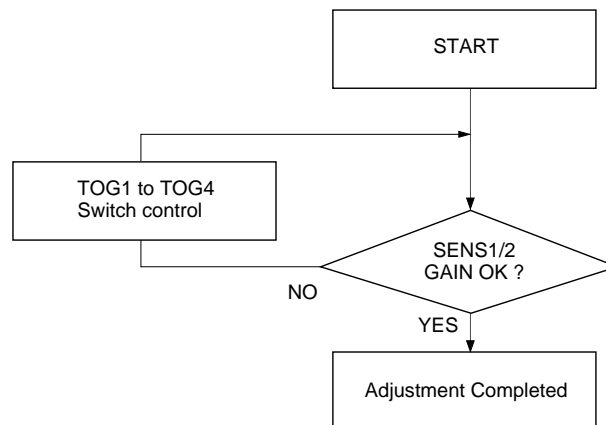 START
TOG1 to TOG4
Switch control
SENS1/2
GAIN OK ?
NO
YES
Adjustment Completed